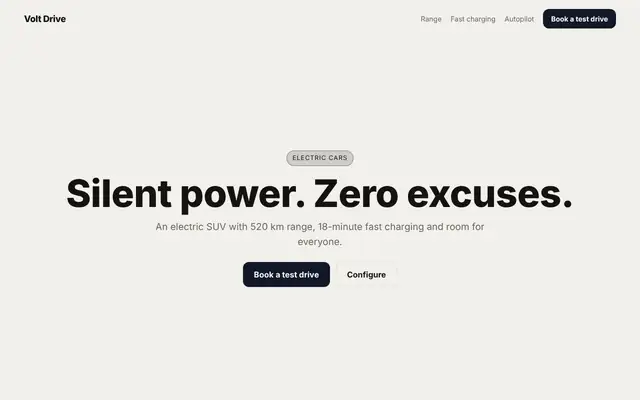 Volt Drive
Range
Fast charging
Autopilot
Book a test drive
ELECTRIC CARS
Silent power. Zero excuses.
An electric SUV with 520 km range, 18-minute fast charging and room for
everyone.
Book a test drive
Configure